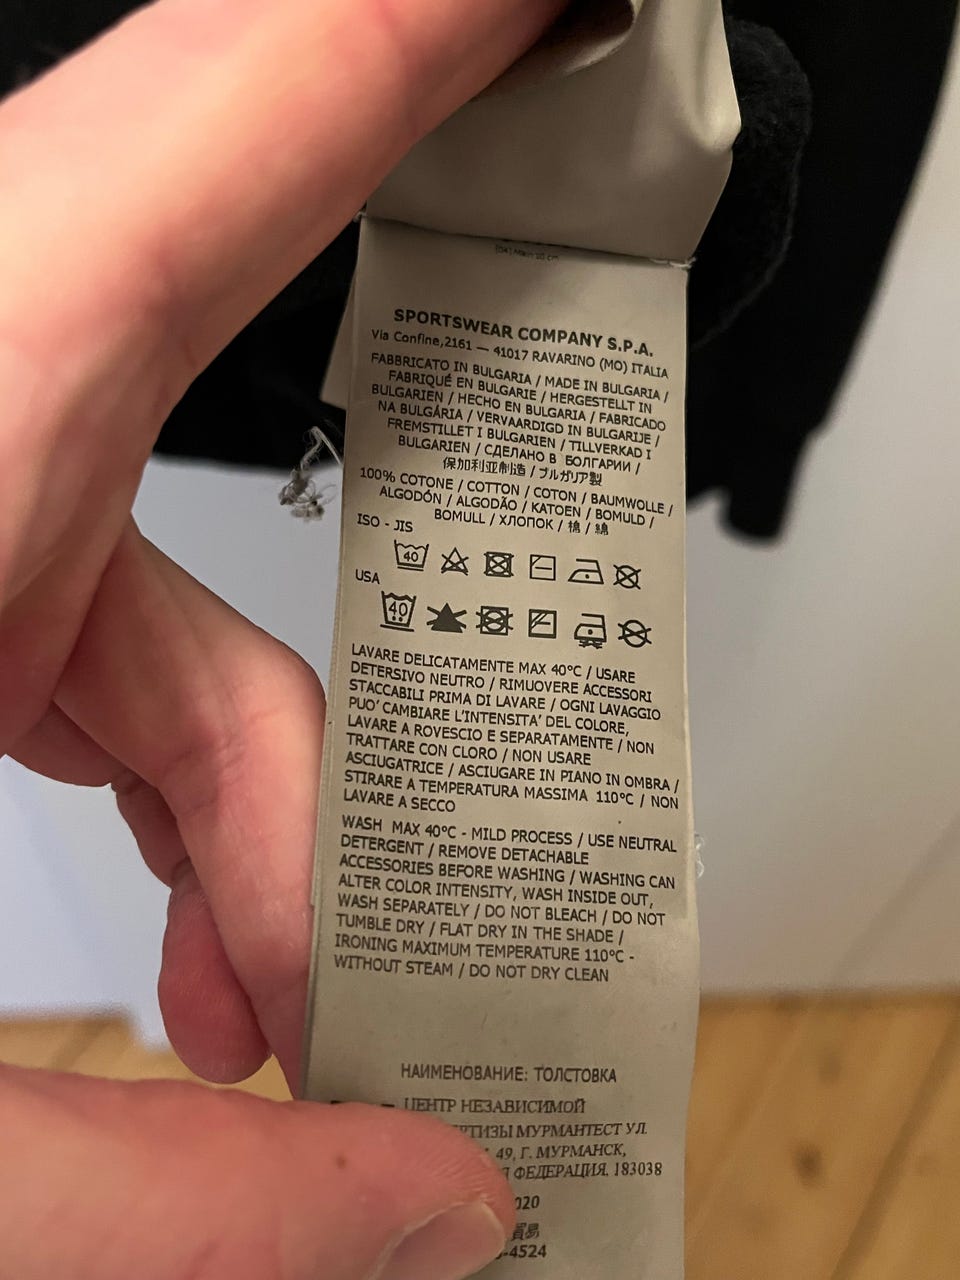 SPORTSWEAR COMPANY S.P.A.
Via Confine,2161 — 41017 RAVARINO (MO) ITALIA
FABBRICATO IN BULGARIA / MADE IN BULGARIA /
FABRIQUÉ EN BULGARIE / HERGESTELLT IN
BULGARIEN / HECHO EN BULGARIA / FABRICADO
NA BULGÁRIA / VERVAARDIGD IN BULGARIJE /
FREMSTILLET I BULGARIEN / TILLVERKAD I
BULGARIEN / СДЕЛАНО В БОЛГАРИИ /
保加利亚制造 / ブルガリア製
100% COTONE / COTTON / COTON / BAUMWOLLE /
ALGODÓN / ALGODÃO / KATOEN / BOMULD /
BOMULL / ХЛОПОК / 棉 / 綿
ISO - JIS
40
USA
40
LAVARE DELICATAMENTE MAX 40°C / USARE
DETERSIVO NEUTRO / RIMUOVERE ACCESSORI
STACCABILI PRIMA DI LAVARE / OGNI LAVAGGIO
PUO' CAMBIARE L'INTENSITA' DEL COLORE,
LAVARE A ROVESCIO E SEPARATAMENTE / NON
TRATTARE CON CLORO / NON USARE
ASCIUGATRICE / ASCIUGARE IN PIANO IN OMBRA /
STIRARE A TEMPERATURA MASSIMA 110°C / NON
LAVARE A SECCO
WASH MAX 40°C - MILD PROCESS / USE NEUTRAL
DETERGENT / REMOVE DETACHABLE
ACCESSORIES BEFORE WASHING / WASHING CAN
ALTER COLOR INTENSITY, WASH INSIDE OUT,
WASH SEPARATELY / DO NOT BLEACH / DO NOT
TUMBLE DRY / FLAT DRY IN THE SHADE /
IRONING MAXIMUM TEMPERATURE 110°C -
WITHOUT STEAM / DO NOT DRY CLEAN
НАИМЕНОВАНИЕ: ТОЛСТОВКА
ЦЕНТР НЕЗАВИСИМОЙ
РТИЗЫ МУРМАНТЕСТ УЛ.
49, Г. МУРМАНСК,
ФЕДЕРАЦИЯ, 183038
020
貿易
-4524